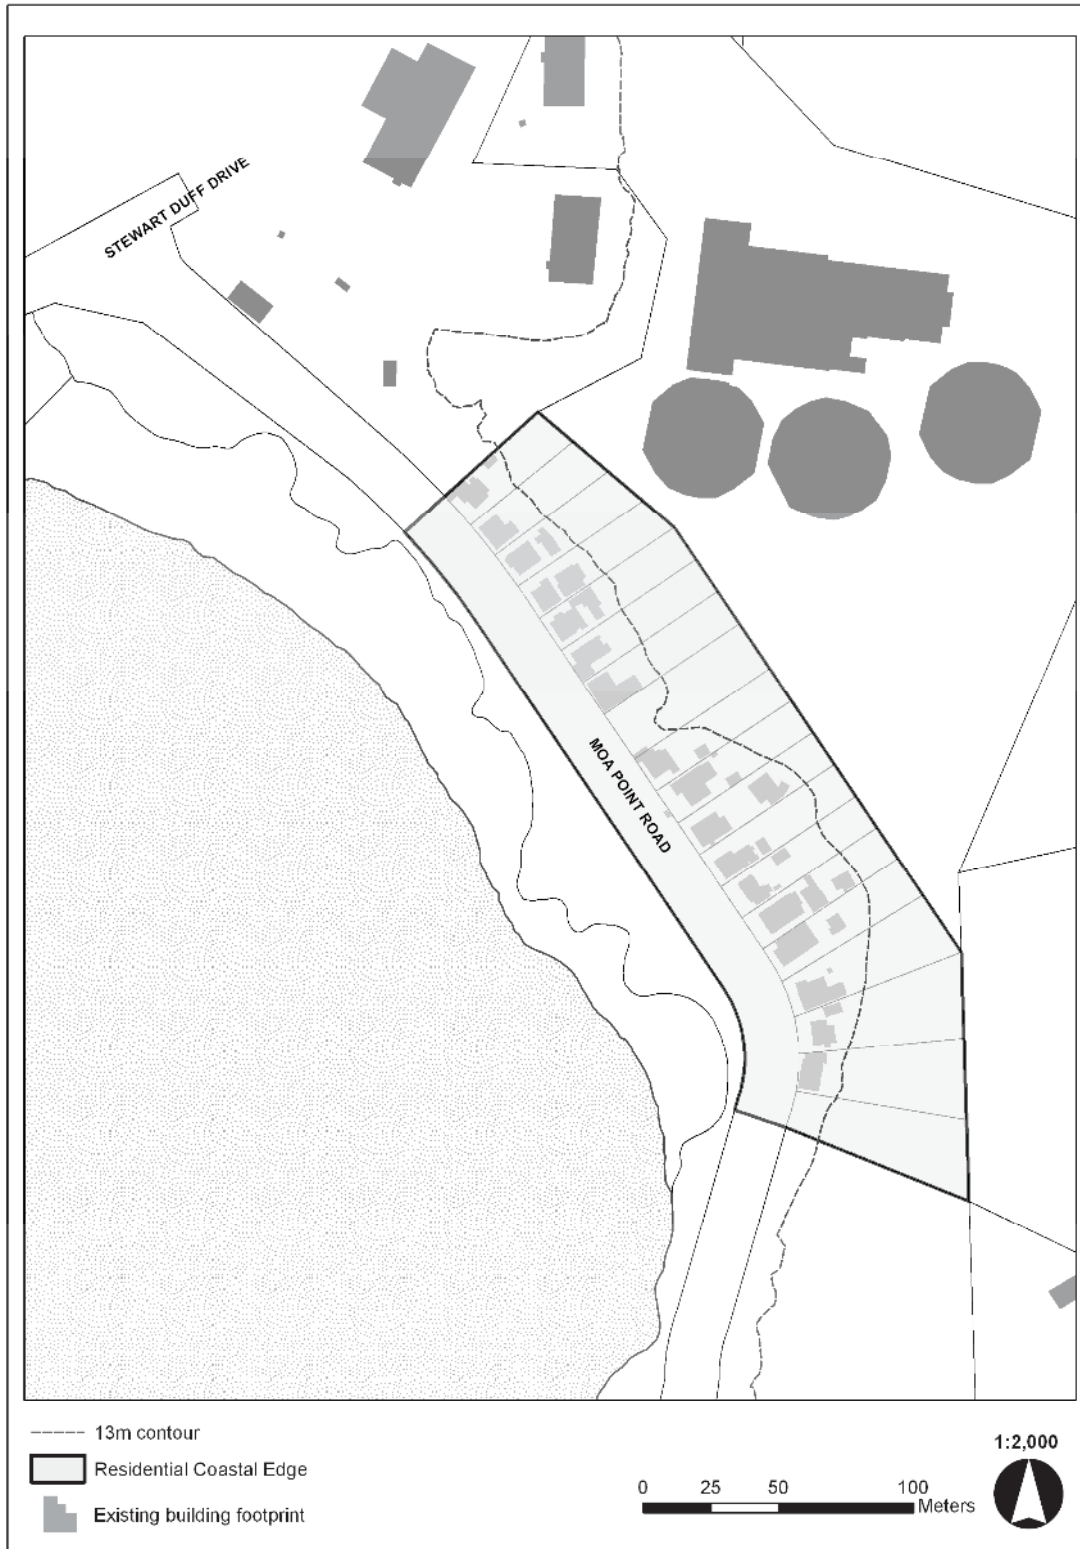 STEWART DUFF DRIVE
MOA POINT ROAD
13m contour
Residential Coastal Edge
Existing building footprint
1:2,000
0 25 50 100
Meters